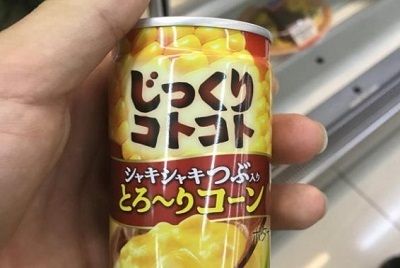 じっくり
コトコト
シャキシャキつぶ入り
とろ～りコーン